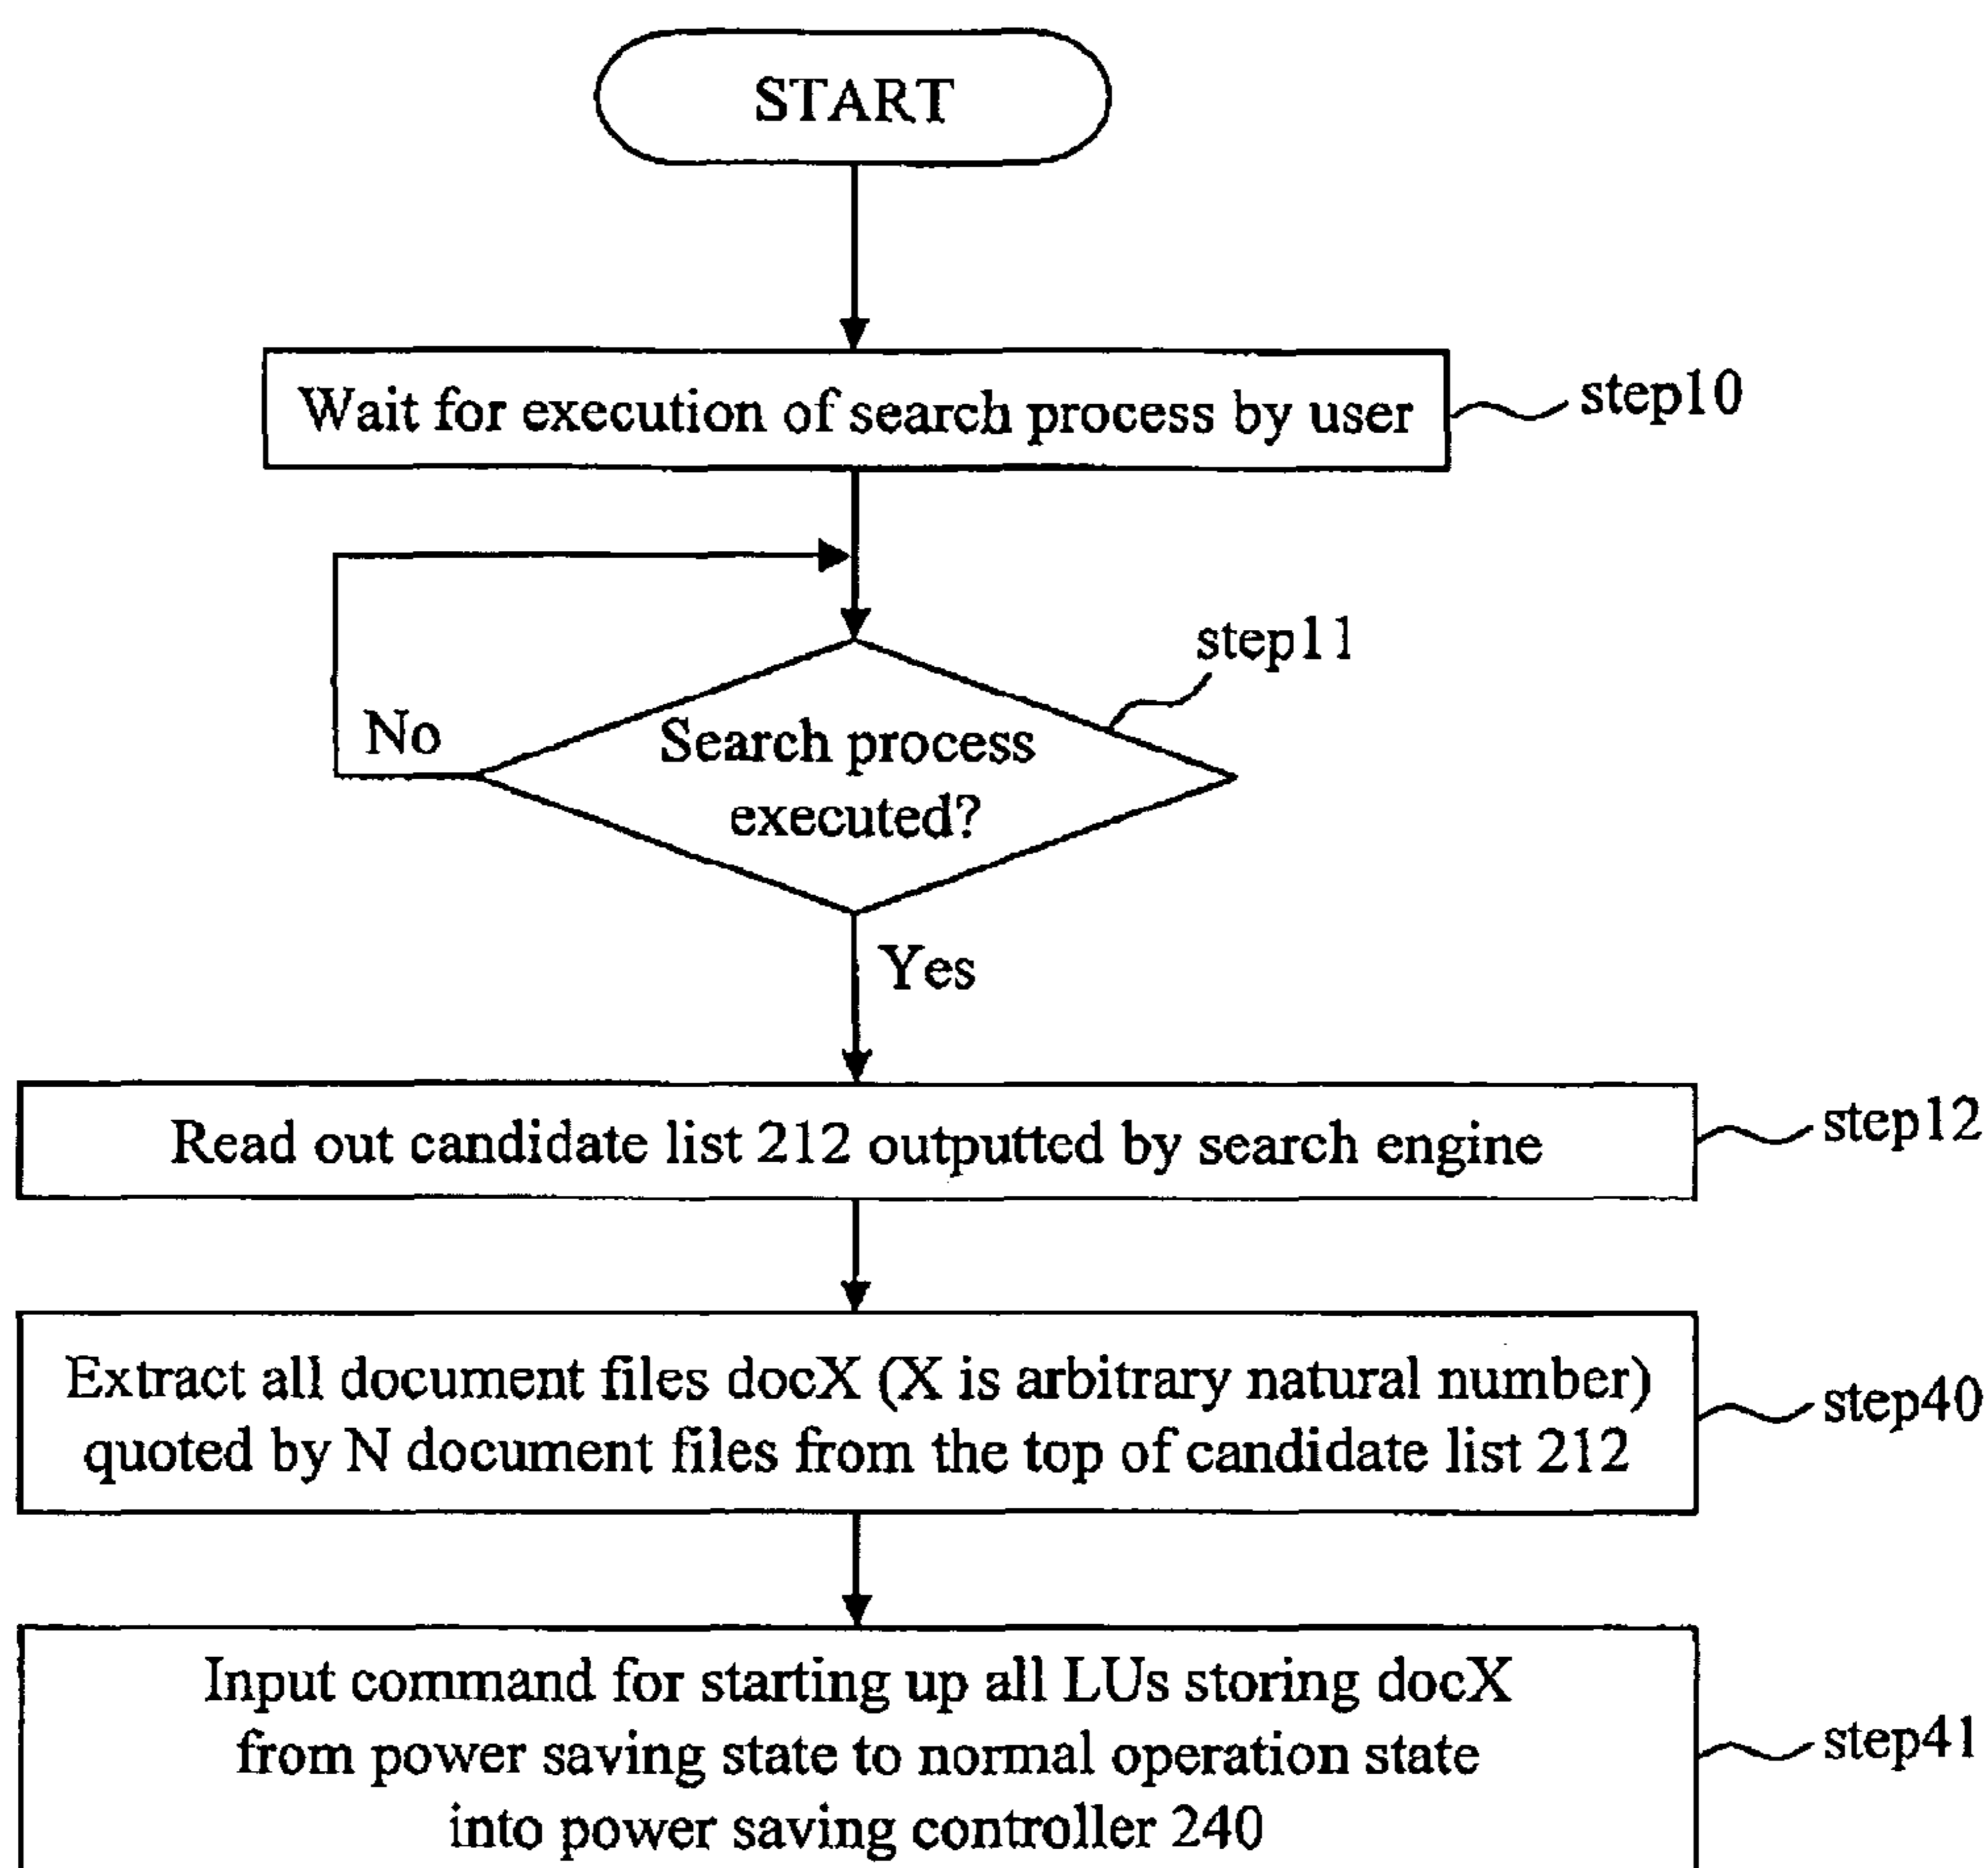 START
Wait for execution of search process by user
step10
step11
No
Search process
executed?
Yes
Read out candidate list 212 outputted by search engine
step12
Extract all document files docX (X is arbitrary natural number)
quoted by N document files from the top of candidate list 212
step40
Input command for starting up all LUs storing docX
from power saving state to normal operation state
into power saving controller 240
step41